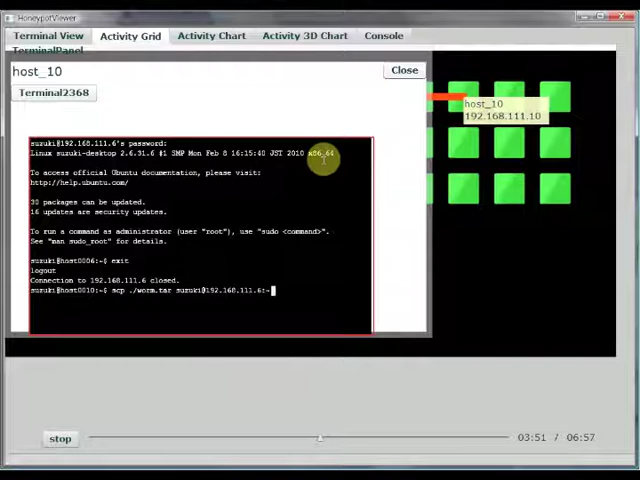 HoneypotViewer
Terminal View
Activity Grid
Activity Chart
Activity 3D Chart
Console
TerminalPanel
host_10
Close
Terminal2368
host_10
192.168.111.10
suzuki@192.168.111.6's password:
Linux suzuki-desktop 2.6.31.6 #1 SMP Mon Feb 8 16:15:40 JST 2010 x86_64
To access official Ubuntu documentation, please visit:
http://help.ubuntu.com/
30 packages can be updated.
16 updates are security updates.
To run a command as administrator (user "root"), use "sudo <command>".
See "man sudo_root" for details.
suzuki@host0006:~$ exit
logout
Connection to 192.168.111.6 closed.
suzuki@host0010:~$ scp ./worm.tar suzuki@192.168.111.6:~
stop
03:51 / 06:57